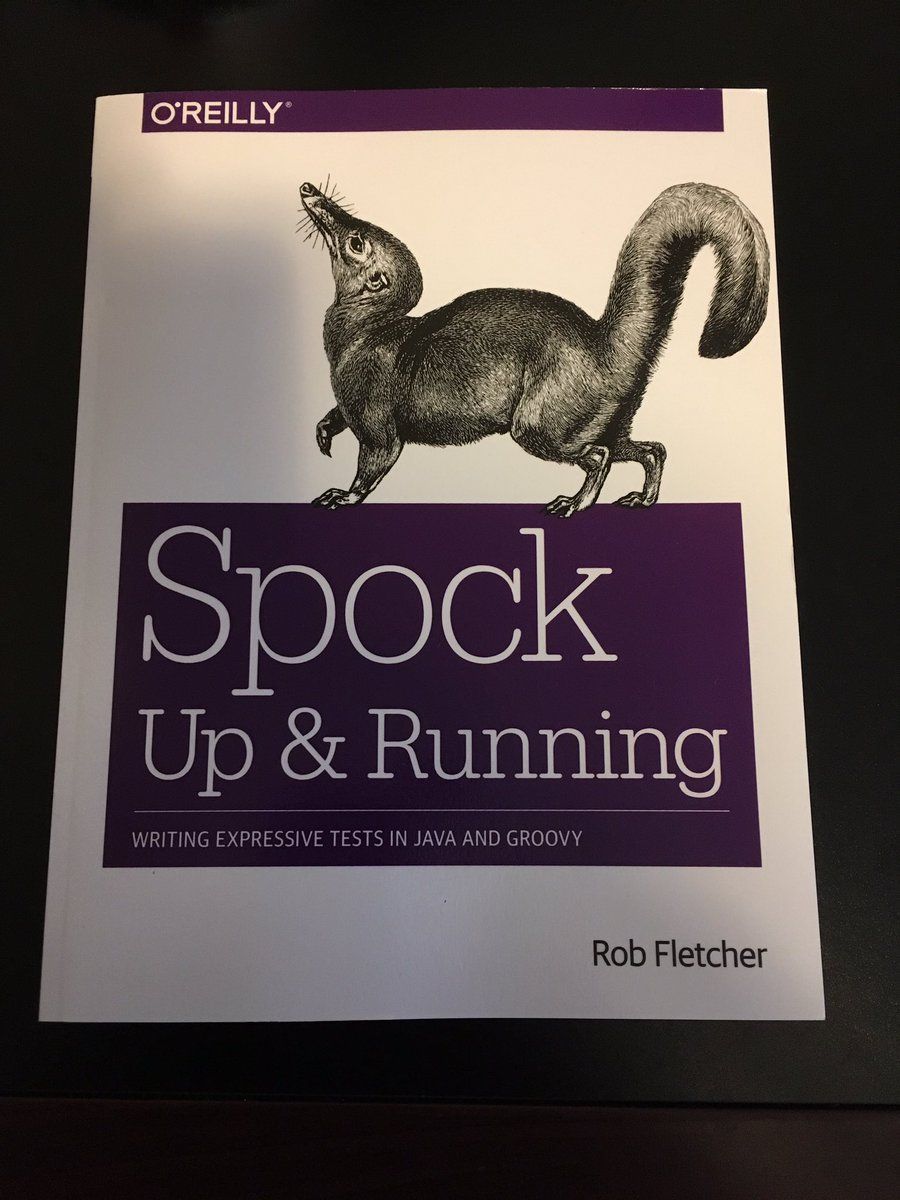 O'REILLY®
Spock
Up & Running
WRITING EXPRESSIVE TESTS IN JAVA AND GROOVY
Rob Fletcher